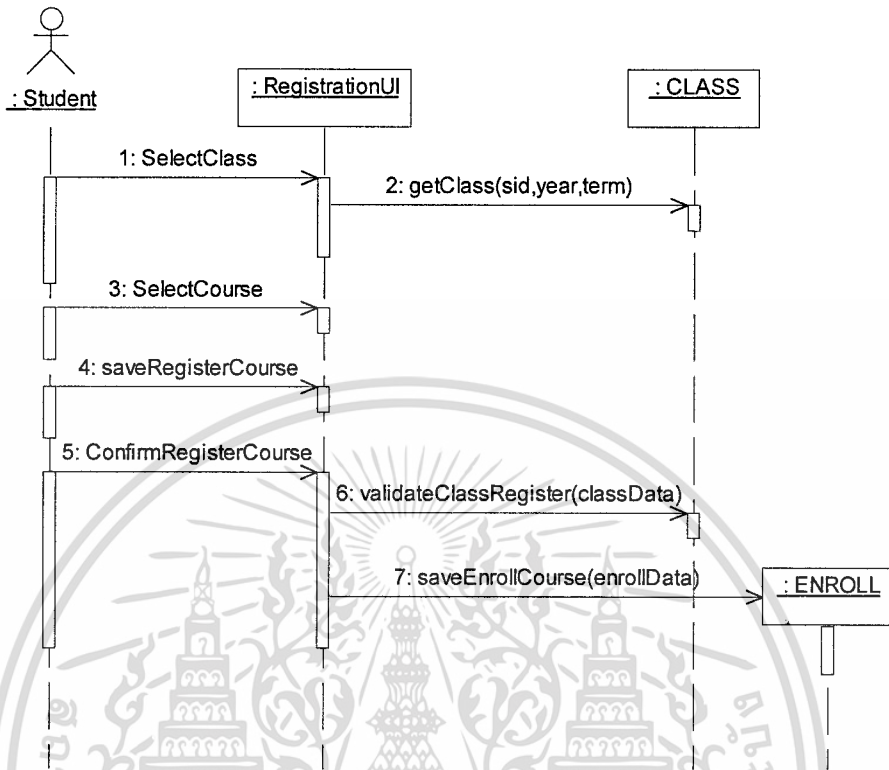 : Student
: RegistrationUI
: CLASS
1: SelectClass
2: getClass(sid,year,term)
3: SelectCourse
4: saveRegisterCourse
5: ConfirmRegisterCourse
6: validateClassRegister(classData)
7: saveEnrollCourse(enrollData)
: ENROLL